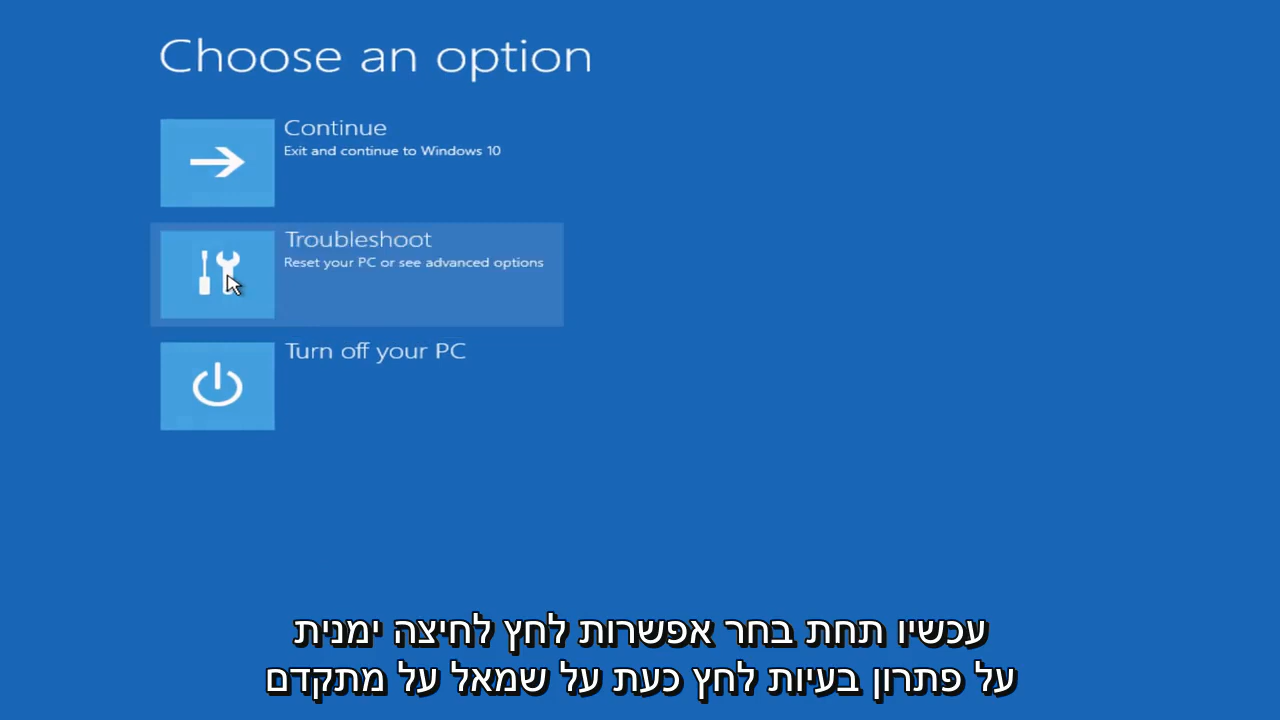 Choose an option
Continue
Exit and continue to Windows 10
Troubleshoot
Reset your PC or see advanced options
Turn off your PC
עכשיו תחת בחר אפשרות לחץ לחיצה ימנית
על פתרון בעיות לחץ כעת על שמאל על מתקדם